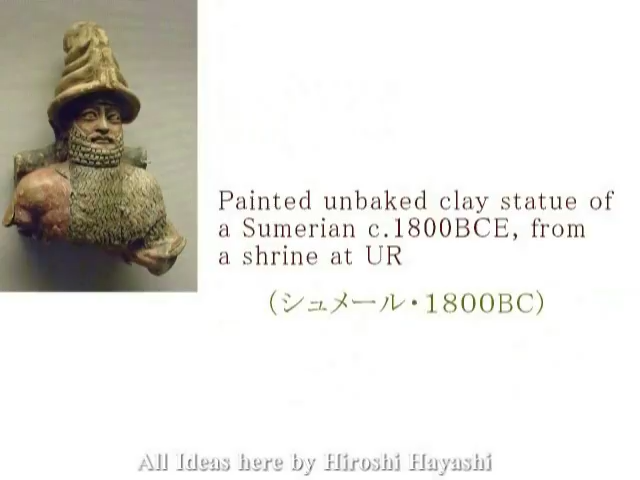 Painted unbaked clay statue of
a Sumerian c.1800BCE, from
a shrine at UR
（シュメール・1800BC）
All Ideas here by Hiroshi Hayashi